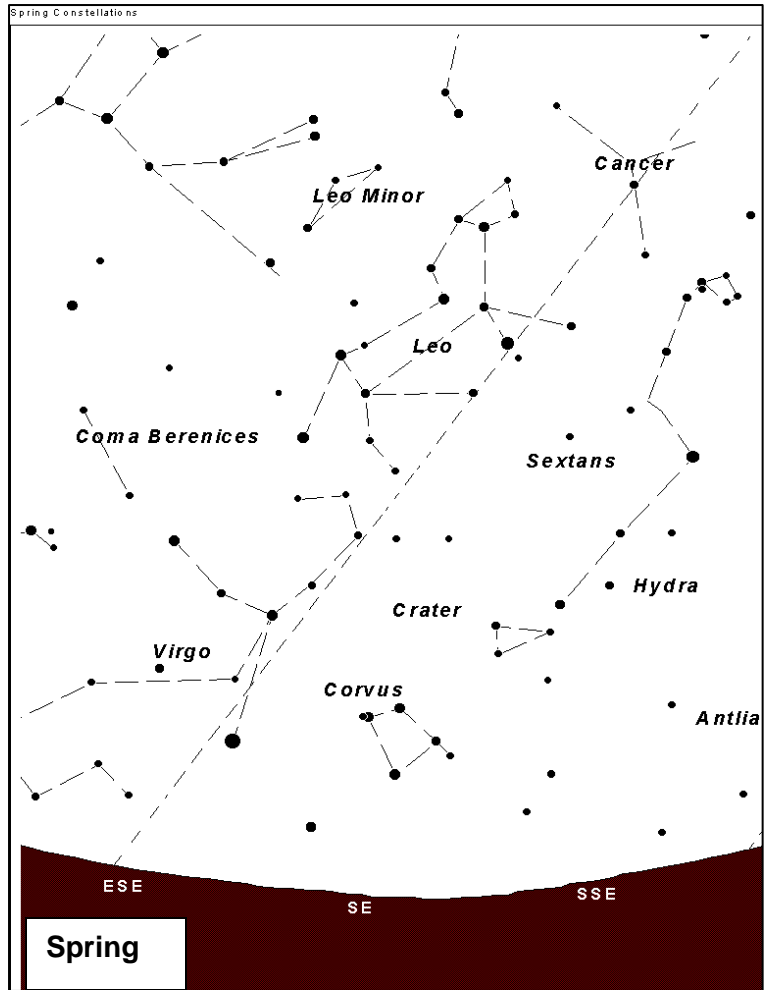 Spring Constellations
Cancer
Leo Minor
Leo
Coma Berenices
Sextans
Hydra
Crater
Virgo
Corvus
Antlia
ESE
SE
SSE
Spring